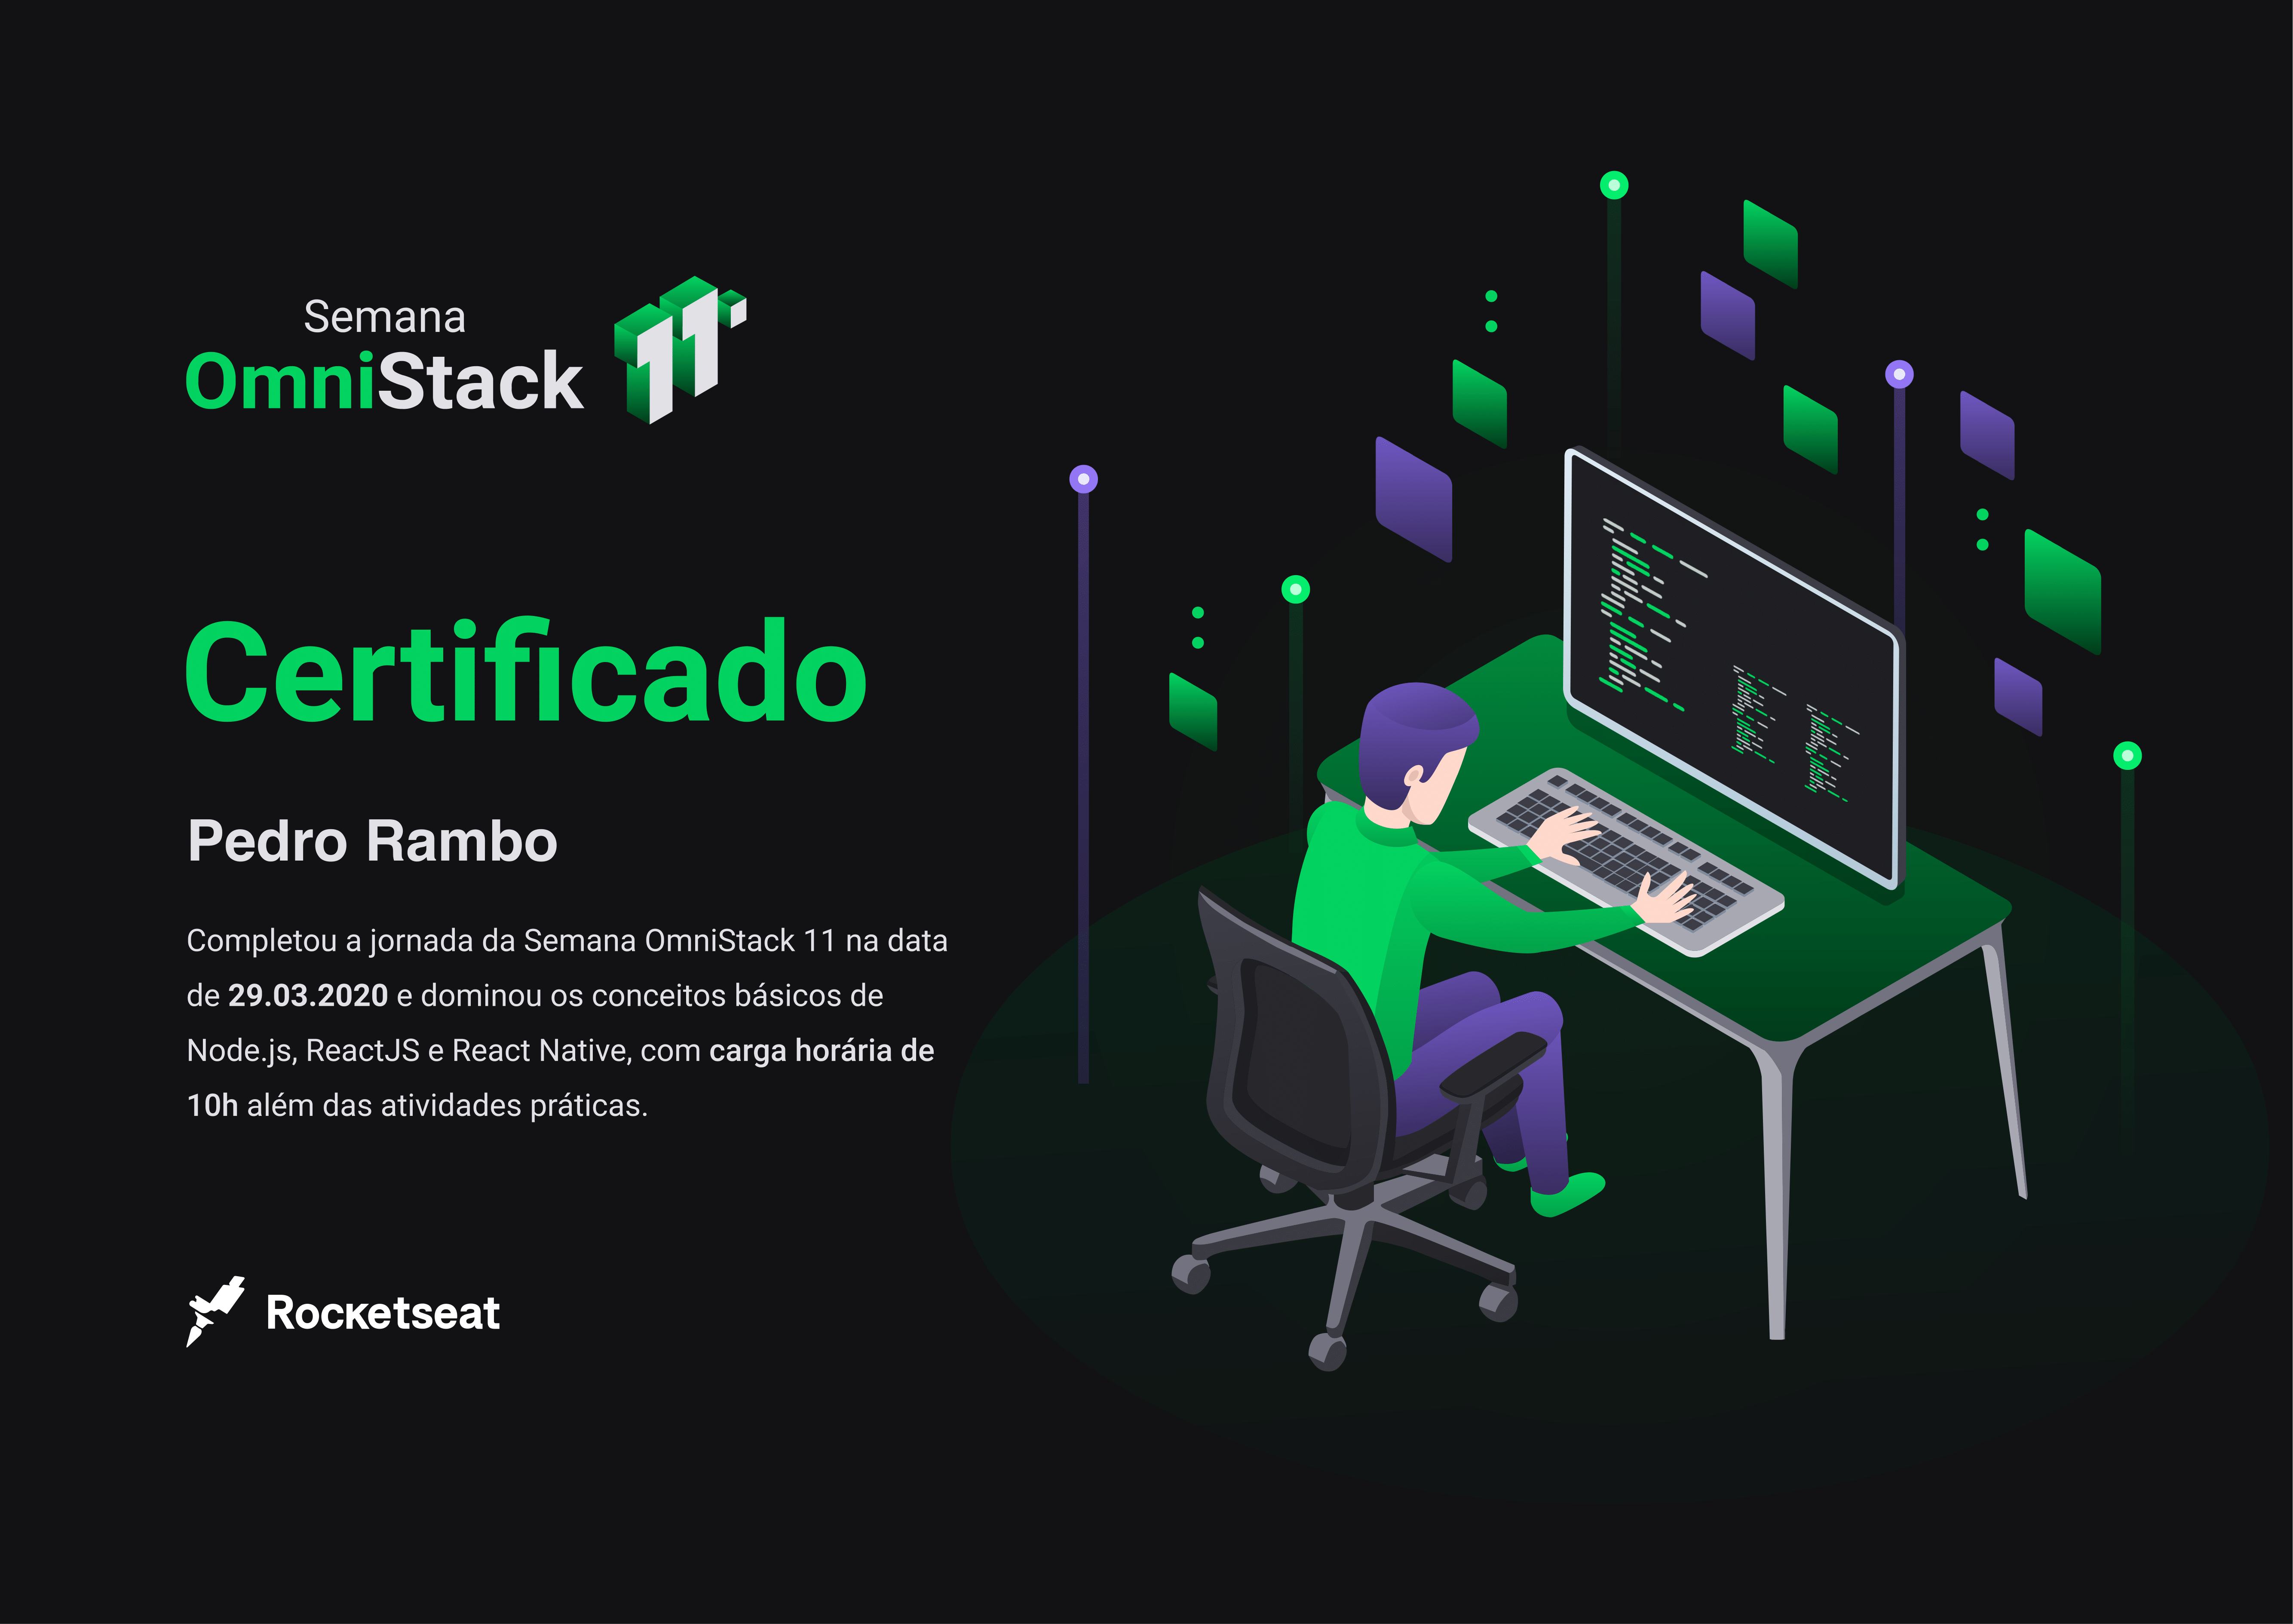 Semana
OmniStack 11
Certificado
Pedro Rambo
Completou a jornada da Semana OmniStack 11 na data
de 29.03.2020 e dominou os conceitos básicos de
Node.js, ReactJS e React Native, com carga horária de
10h além das atividades práticas.
Rocketseat